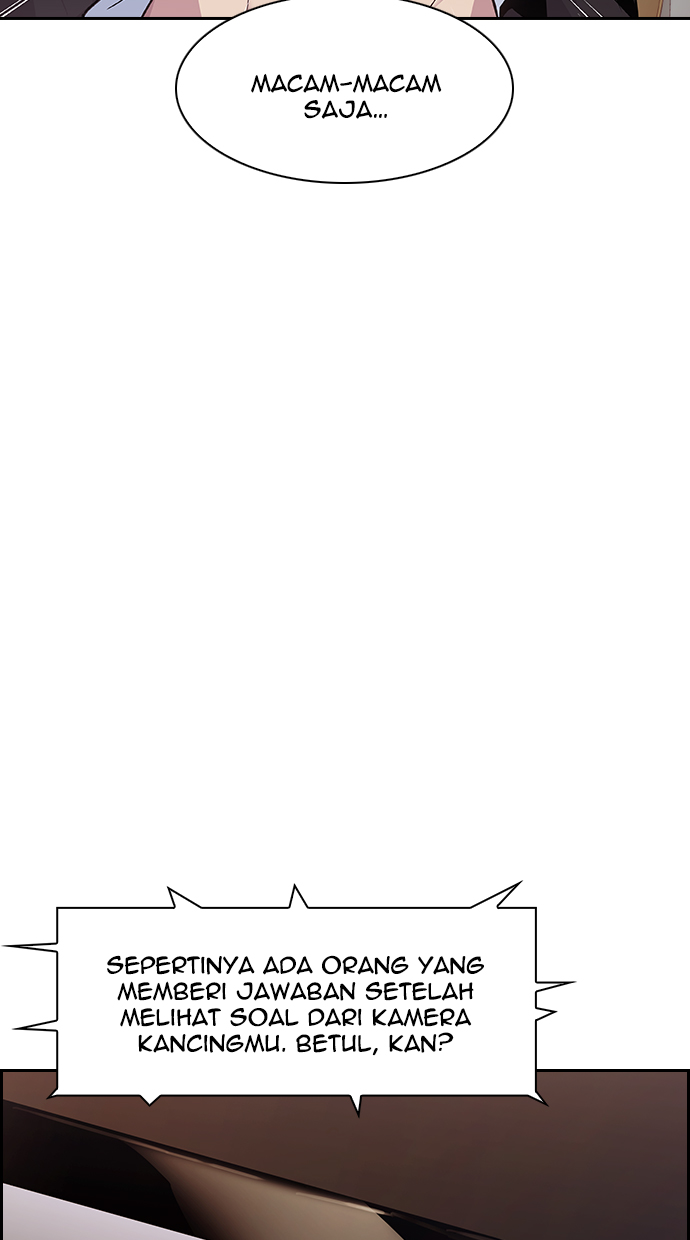 MACAM-MACAM
SAJA...
SEPERTINYA ADA ORANG YANG
MEMBERI JAWABAN SETELAH
MELIHAT SOAL DARI KAMERA
KANCINGMU. BETUL, KAN?